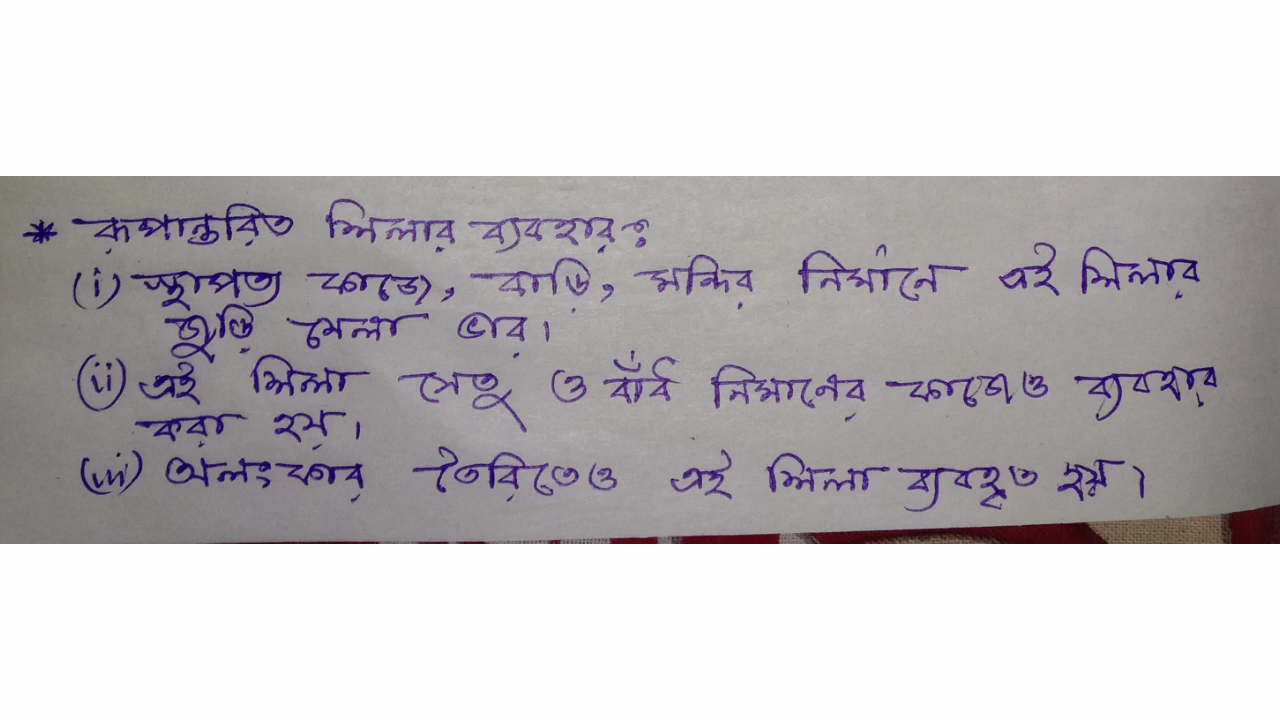 * রূপান্তরিত শিলার ব্যবহার ঃ
(i) স্থাপত্য কাজে, বাড়ি, মন্দির নির্মানে এই শিলার
জুড়ি মেলা ভার।
(ii) এই শিলা সেতু ও বাঁধ নির্মানের কাজেও ব্যবহার
করা হয়।
(iii) অলংকার তৈরিতেও এই শিলা ব্যবহৃত হয়।